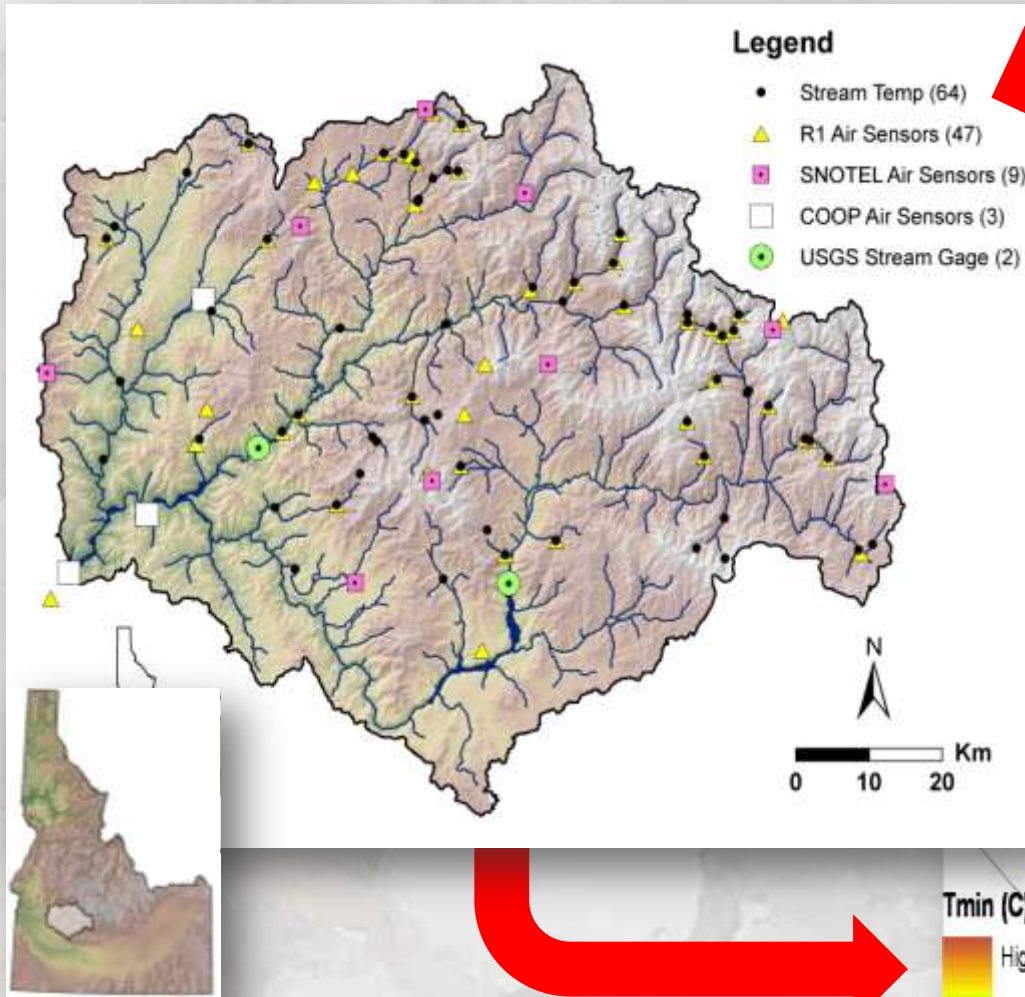 Legend
Stream Temp (64)
R1 Air Sensors (47)
SNOTEL Air Sensors (9)
COOP Air Sensors (3)
USGS Stream Gage (2)
N
Km
0 10 20
Tmin (C)
Hig